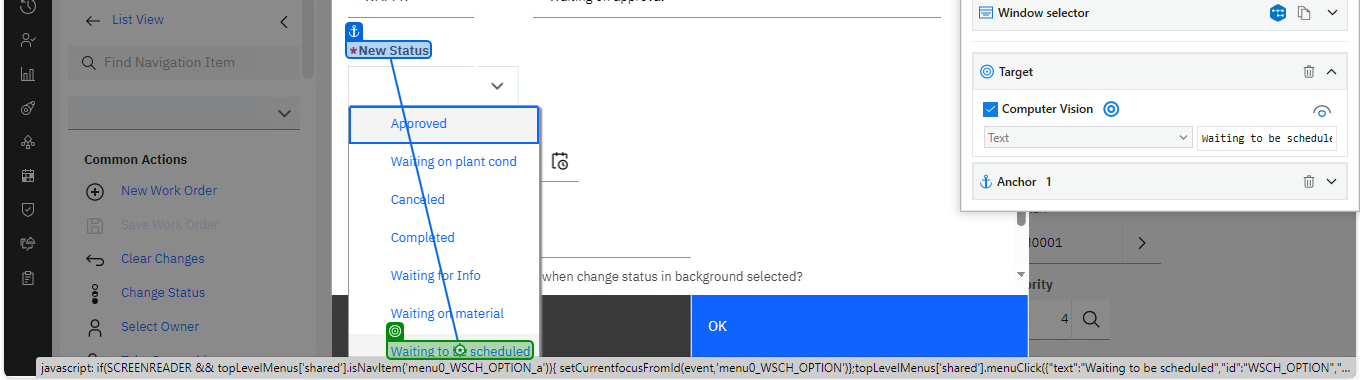 List View
Find Navigation Item
Common Actions
New Work Order
Save Work Order
Clear Changes
Change Status
Select Owner
Waiting on approval
*New Status
Approved
Waiting on plant cond
Canceled
Completed
Waiting for Info
Waiting on material
Waiting to be scheduled
when change status in background selected?
OK
Window selector
Target
Computer Vision
Text
Waiting to be schedule
Anchor 1
0001
ority
4
javascript: if(SCREENREADER && topLevelMenus['shared'].isNavItem('menu0_WSCH_OPTION_a')){ setCurrentfocusFromId(event,'menu0_WSCH_OPTION')};topLevelMenus['shared'].menuClick({"text":"Waiting to be scheduled","id":"WSCH_OPTION","...